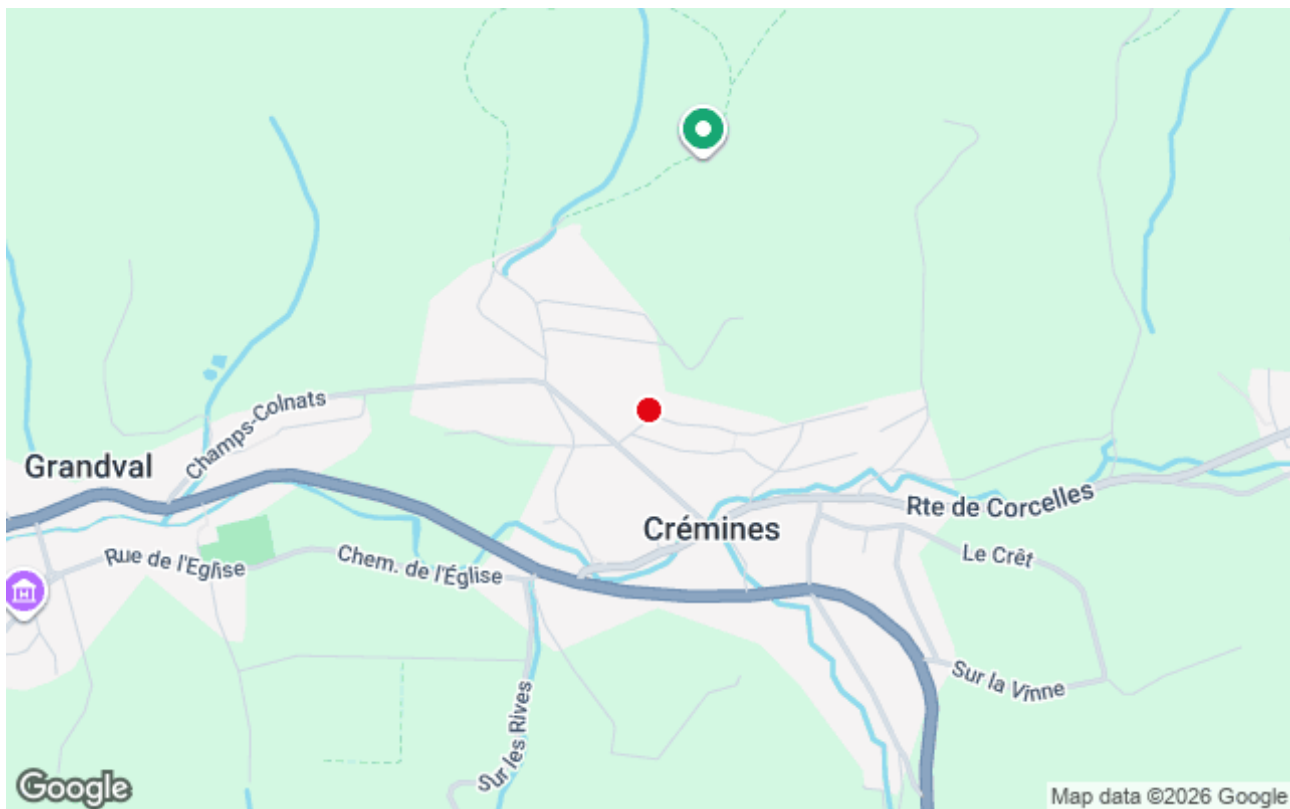 Champs-Colnats
Grandval
Rte de Corcelles
Crémines
Le Crêt
Rue de l'Eglise
Chem. de l'Église
H
Sur la Vinne
Sur les Rives
Google
Map data ©2026 Google